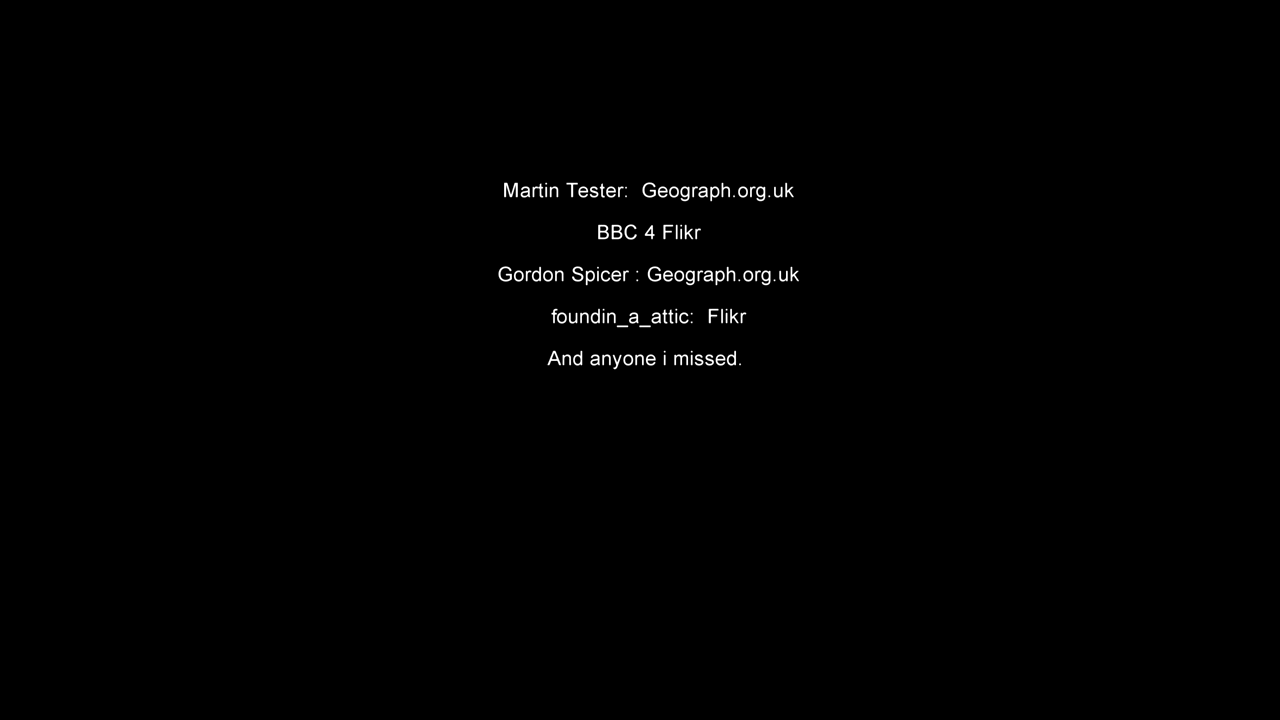 Martin Tester:  Geograph.org.uk
BBC 4 Flikr
Gordon Spicer : Geograph.org.uk
foundin_a_attic:  Flikr
And anyone i missed.